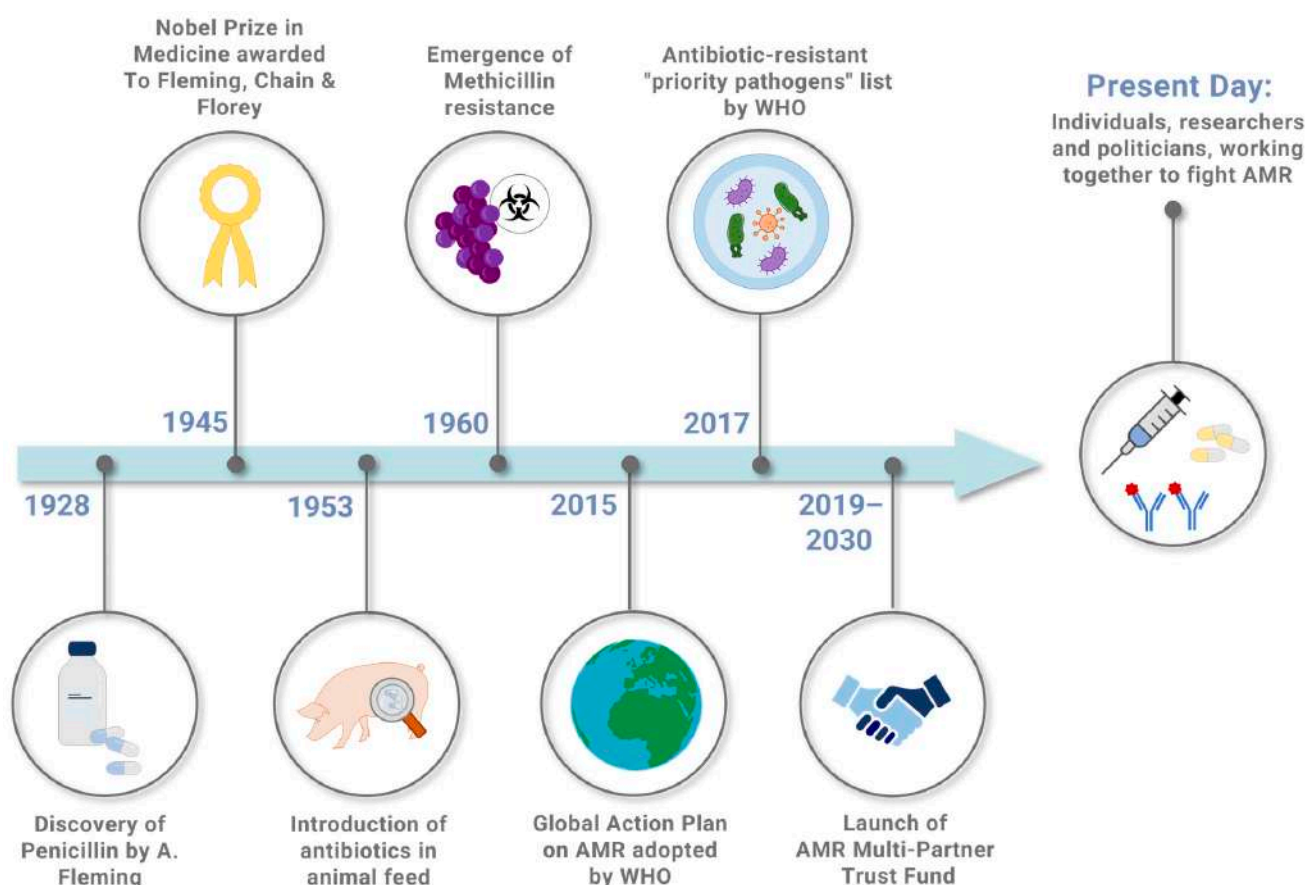 Nobel Prize in
Medicine awarded
To Fleming, Chain &
Florey
Emergence of
Methicillin
resistance
Antibiotic-resistant
"priority pathogens" list
by WHO
Present Day:
Individuals, researchers
and politicians, working
together to fight AMR
1945
1960
2017
1928
1953
2015
2019–
2030
Discovery of
Penicillin by A.
Fleming
Introduction of
antibiotics in
animal feed
Global Action Plan
on AMR adopted
by WHO
Launch of
AMR Multi-Partner
Trust Fund